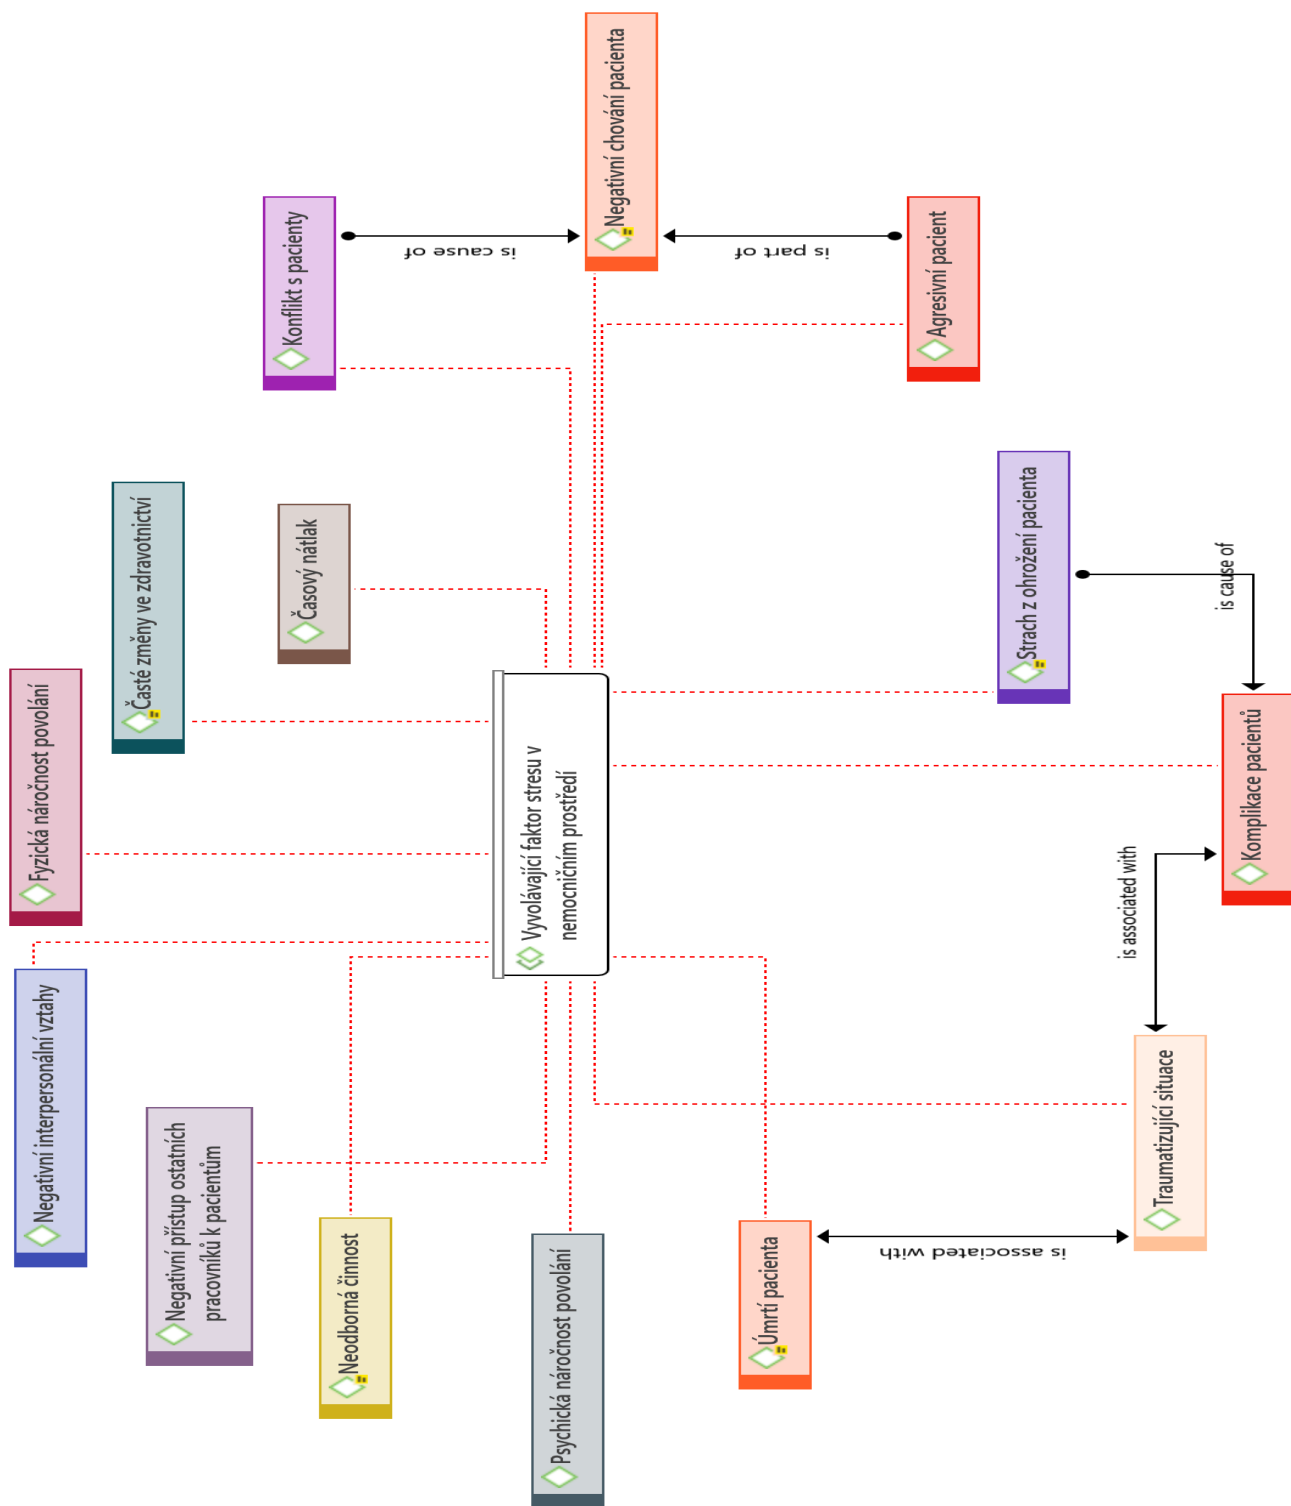 Negativní chování pacienta
Konflikt s pacienty
is cause of
is part of
Agresivní pacient
Časté změny ve zdravotnictví
Časový nátlak
Strach z ohrožení pacienta
is cause of
Fyzická náročnost povolání
Vyvolávající faktor stresu v
nemocničním prostředí
Komplikace pacientů
is associated with
Negativní interpersonální vztahy
Negativní přístup ostatních
pracovníků k pacientům
Neodborná činnost
Psychická náročnost povolání
Úmrtí pacienta
is associated with
Traumatizující situace